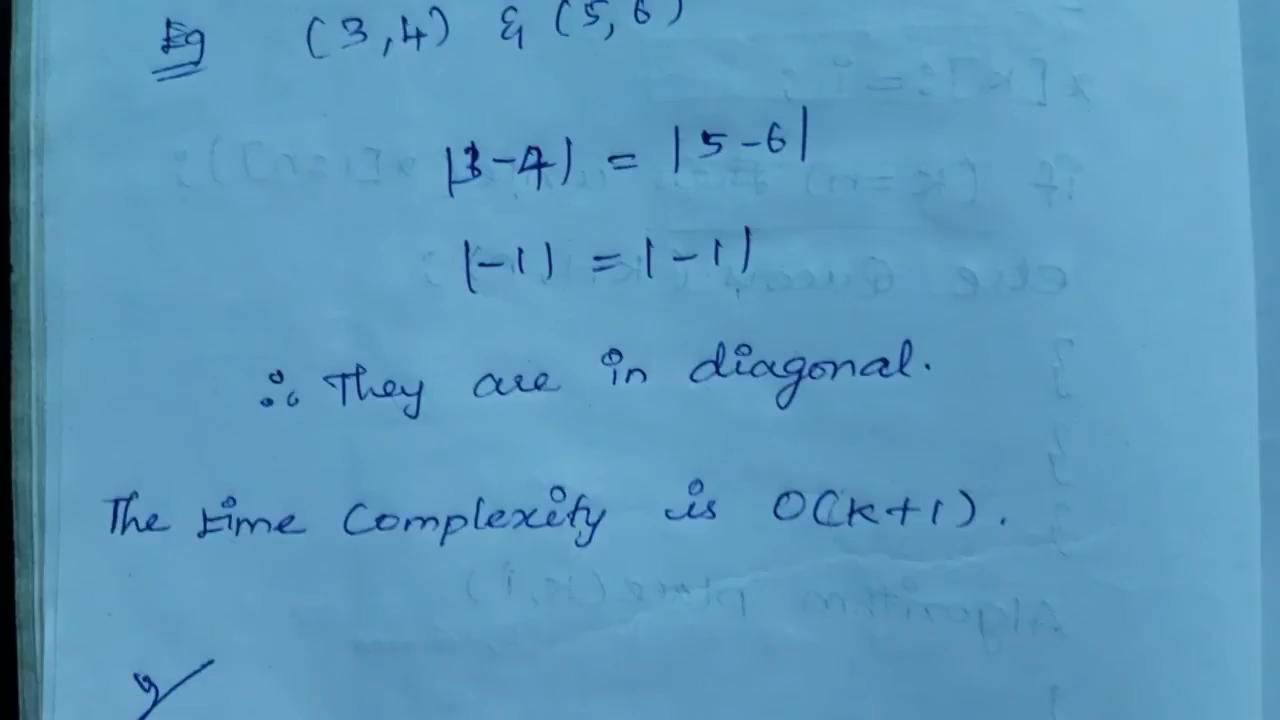 Eg (3,4) & (5,6)
|3-4| = |5-6|
|-1| = |-1|
∴ They are in diagonal.
The time complexity is O(k+1).